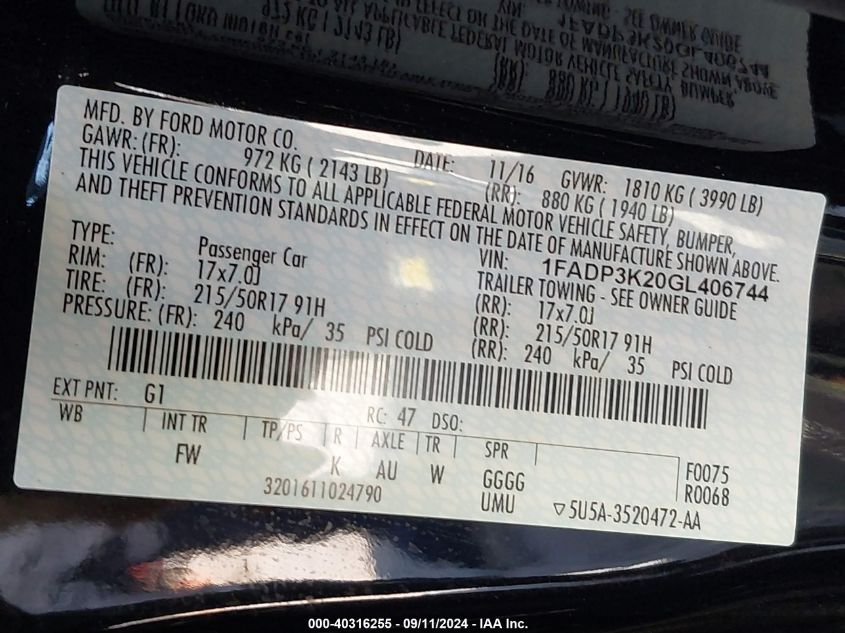 MFD. BY FORD MOTOR CO.
DATE: 11/16 GVWR: 1810 KG ( 3990 LB)
GAWR: (FR): 972 KG ( 2143 LB) (RR): 880 KG ( 1940 LB)
THIS VEHICLE CONFORMS TO ALL APPLICABLE FEDERAL MOTOR VEHICLE SAFETY, BUMPER,
AND THEFT PREVENTION STANDARDS IN EFFECT ON THE DATE OF MANUFACTURE SHOWN ABOVE.
VIN: 1FADP3K20GL406744
TYPE: Passenger Car TRAILER TOWING - SEE OWNER GUIDE
RIM: (FR): 17x7.0J (RR): 17x7.0J
TIRE: (FR): 215/50R17 91H (RR): 215/50R17 91H
PRESSURE: (FR): 240 kPa/ 35 PSI COLD (RR): 240 kPa/ 35 PSI COLD
EXT PNT: G1 RC: 47 DSO:
WB INT TR TP/PS R AXLE TR SPR
FW K AU W GGGG F0075
UMU R0068
3201611024790 ▽5U5A-3520472-AA
000-40316255 - 09/11/2024 - IAA Inc.